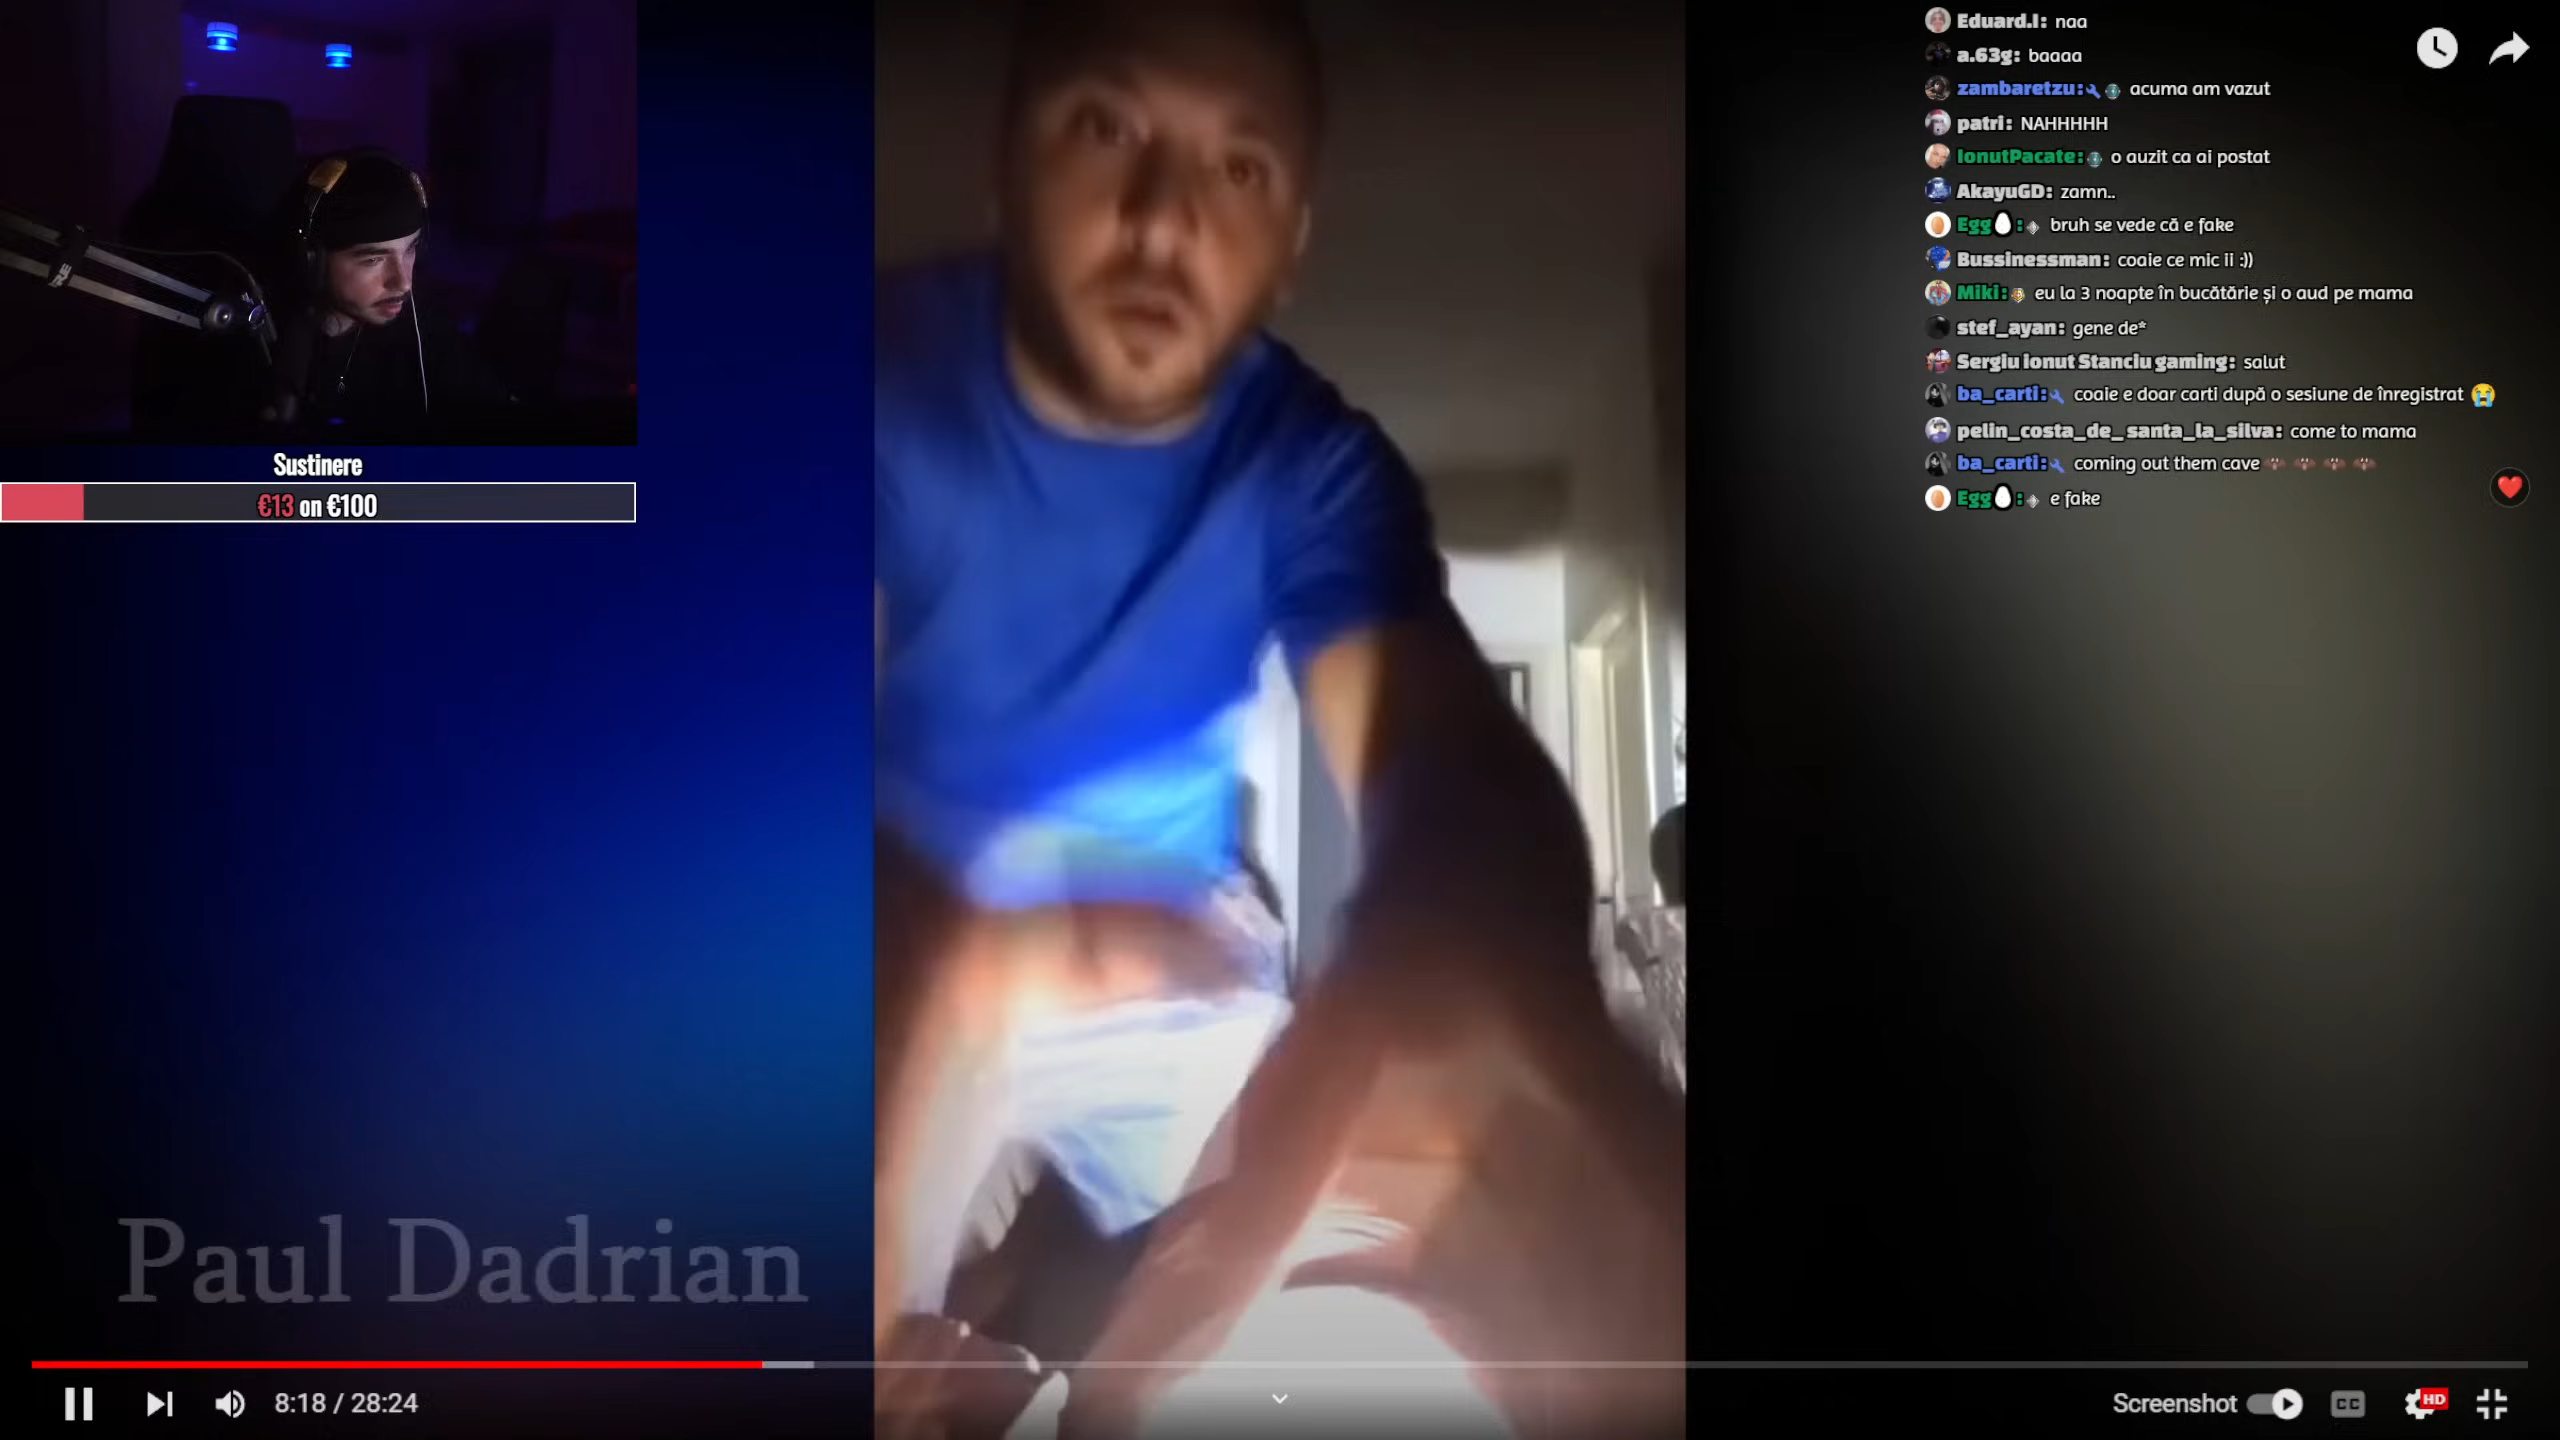 Eduard.I: naa
a.63g: baaaa
zambaretzu: acuma am vazut
patri: NAHHHHH
IonutPacate: o auzit ca ai postat
AkayuGD: zamn..
Egg: bruh se vede că e fake
Bussinessman: coaie ce mic ii :))
Miki: eu la 3 noapte în bucătărie și o aud pe mama
stef_ayan: gene de*
Sergiu ionut Stanciu gaming: salut
ba_carti: coaie e doar carti după o sesiune de înregistrat 😭
pelin_costa_de_santa_la_silva: come to mama
ba_carti: coming out them cave🦇🦇🦇🦇
Egg: e fake
Sustinere
€13 on €100
Paul Dadrian
8:18 / 28:24
Screenshot
CC
HD